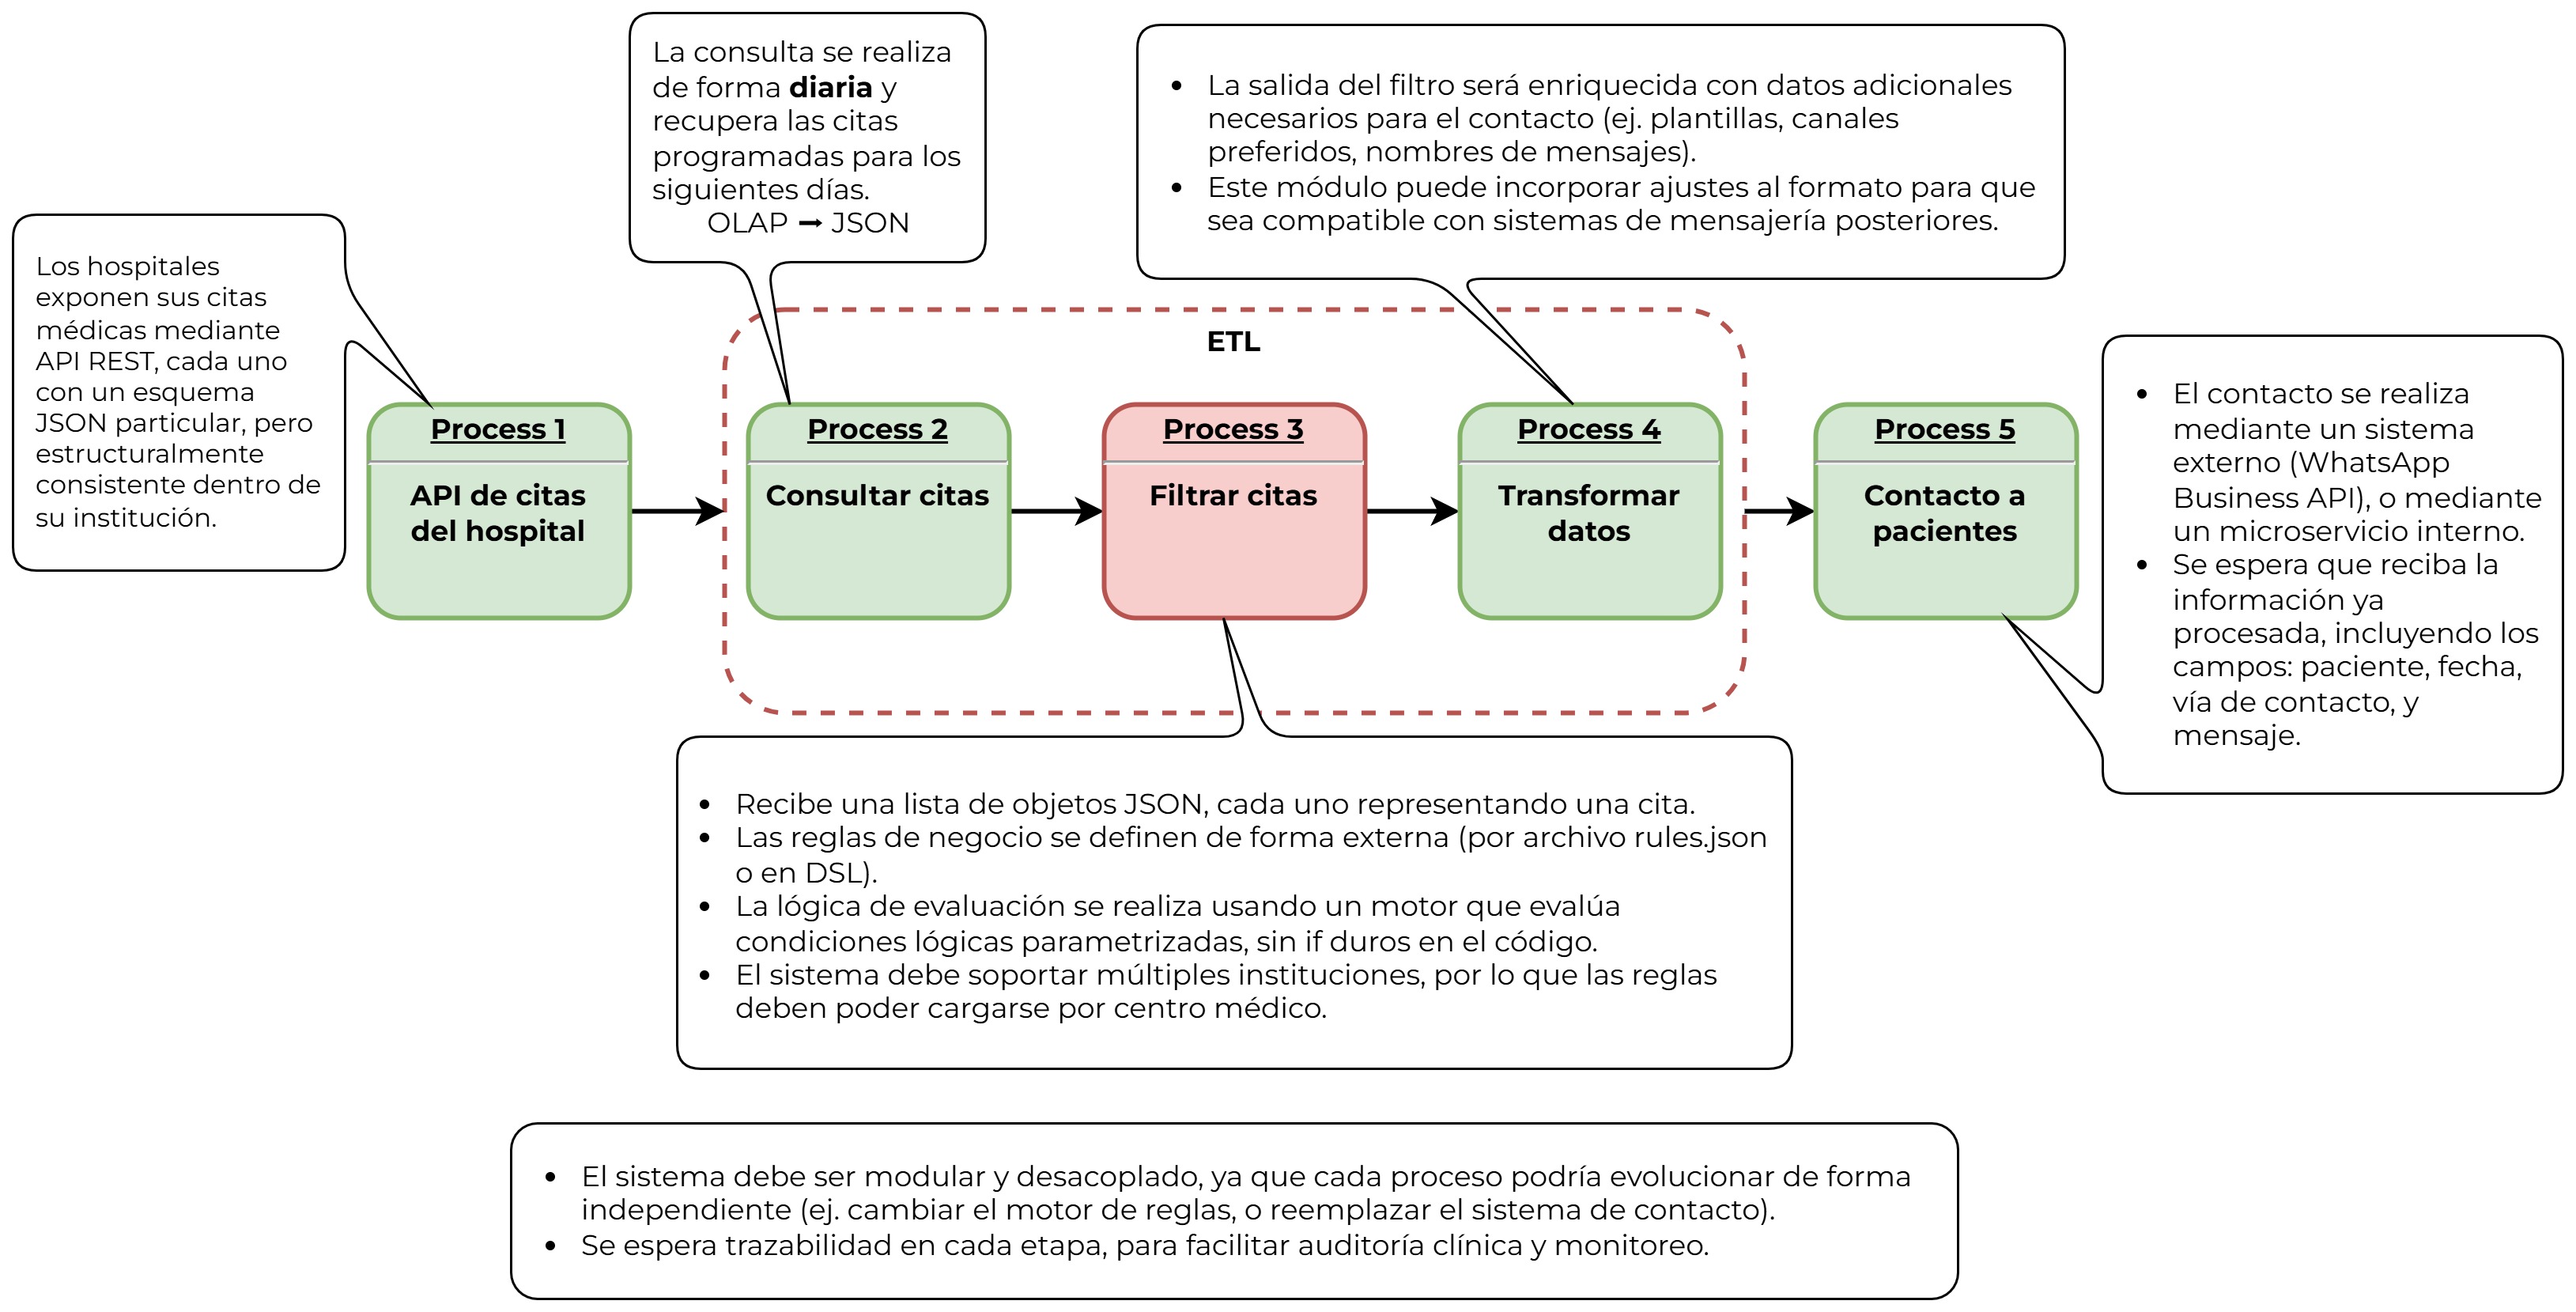 La consulta se realiza
de forma diaria y
recupera las citas
programadas para los
siguientes días.
OLAP ➞ JSON
• La salida del filtro será enriquecida con datos adicionales
necesarios para el contacto (ej. plantillas, canales
preferidos, nombres de mensajes).
• Este módulo puede incorporar ajustes al formato para que
sea compatible con sistemas de mensajería posteriores.
Los hospitales
exponen sus citas
médicas mediante
API REST, cada uno
con un esquema
JSON particular, pero
estructuralmente
consistente dentro de
su institución.
ETL
Process 1
API de citas
del hospital
Process 2
Consultar citas
Process 3
Filtrar citas
Process 4
Transformar
datos
Process 5
Contacto a
pacientes
• El contacto se realiza
mediante un sistema
externo (WhatsApp
Business API), o mediante
un microservicio interno.
• Se espera que reciba la
información ya
procesada, incluyendo los
campos: paciente, fecha,
vía de contacto, y
mensaje.
• Recibe una lista de objetos JSON, cada uno representando una cita.
• Las reglas de negocio se definen de forma externa (por archivo rules.json
o en DSL).
• La lógica de evaluación se realiza usando un motor que evalúa
condiciones lógicas parametrizadas, sin if duros en el código.
• El sistema debe soportar múltiples instituciones, por lo que las reglas
deben poder cargarse por centro médico.
• El sistema debe ser modular y desacoplado, ya que cada proceso podría evolucionar de forma
independiente (ej. cambiar el motor de reglas, o reemplazar el sistema de contacto).
• Se espera trazabilidad en cada etapa, para facilitar auditoría clínica y monitoreo.